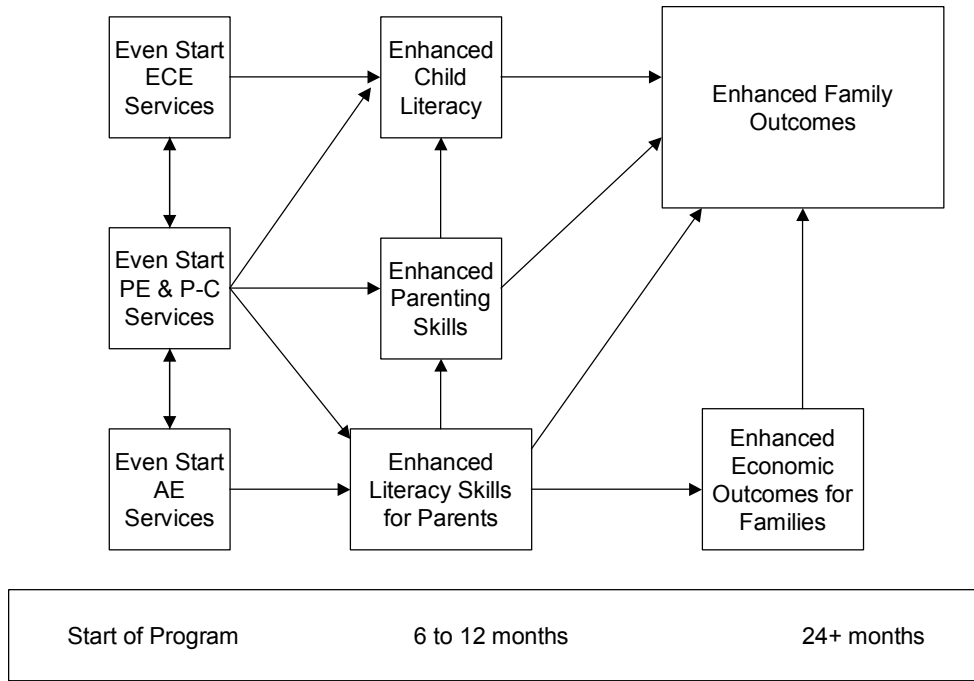 Even Start
ECE
Services
Enhanced
Child
Literacy
Enhanced Family
Outcomes
Even Start
PE & P-C
Services
Enhanced
Parenting
Skills
Even Start
AE
Services
Enhanced
Literacy Skills
for Parents
Enhanced
Economic
Outcomes for
Families
Start of Program
6 to 12 months
24+ months